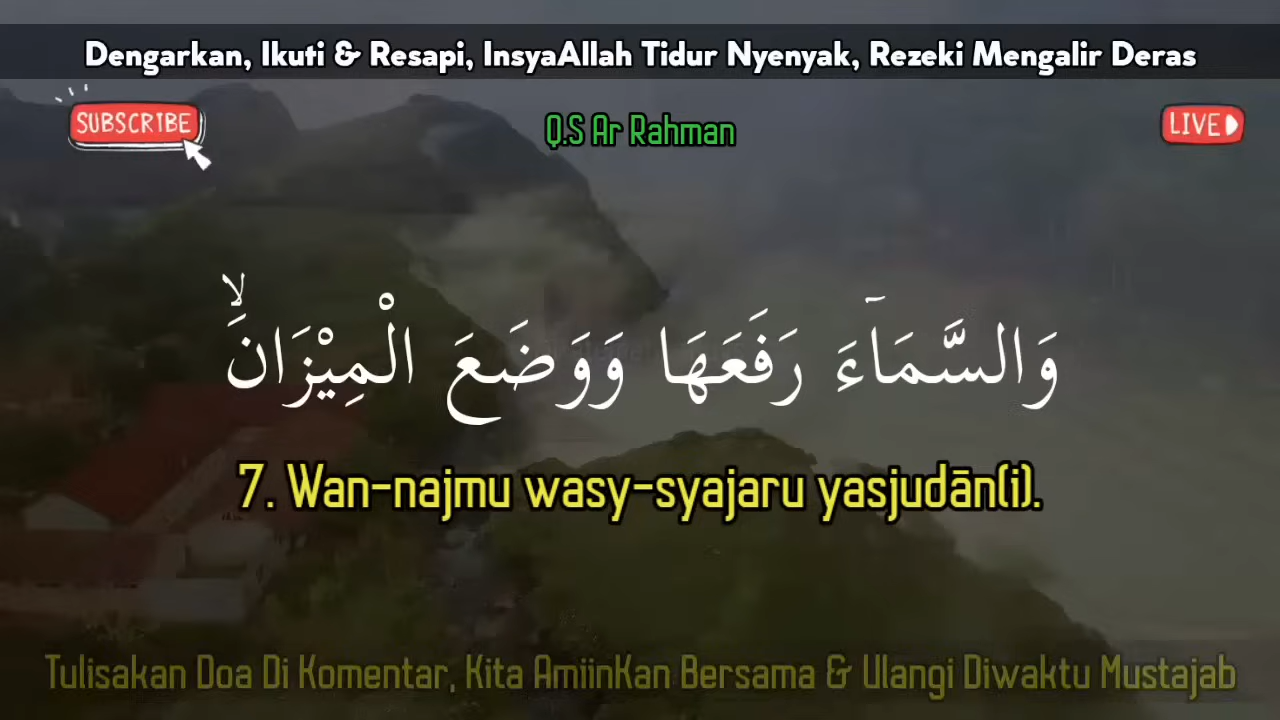 Dengarkan, Ikuti & Resapi, InsyaAllah Tidur Nyenyak, Rezeki Mengalir Deras
SUBSCRIBE
Q.S Ar Rahman
LIVE
وَالسَّمَاۤءَ رَفَعَهَا وَوَضَعَ الْمِيْزَانَۙ
7. Wan-najmu wasy-syajaru yasjudān(i).
Tulisakan Doa Di Komentar, Kita AmiinKan Bersama & Ulangi Diwaktu Mustajab